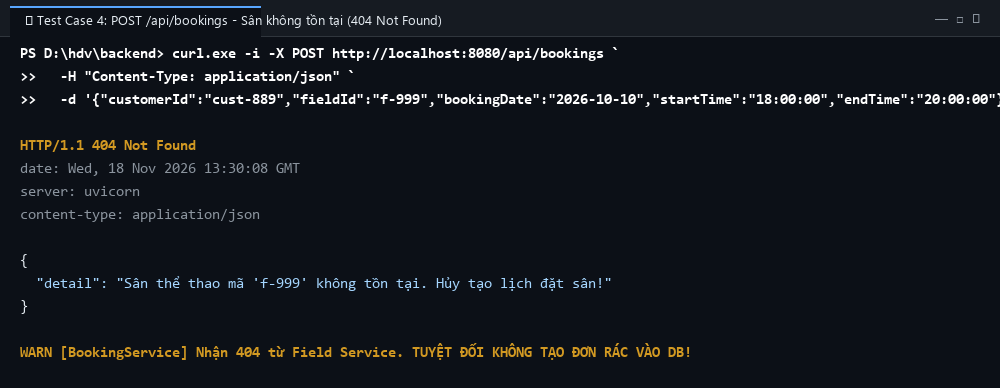 Test Case 4: POST /api/bookings - Sân không tồn tại (404 Not Found)
PS D:\hdv\backend> curl.exe -i -X POST http://localhost:8080/api/bookings `
>>   -H "Content-Type: application/json" `
>>   -d '{"customerId":"cust-889","fieldId":"f-999","bookingDate":"2026-10-10","startTime":"18:00:00","endTime":"20:00:00"}
HTTP/1.1 404 Not Found
date: Wed, 18 Nov 2026 13:30:08 GMT
server: uvicorn
content-type: application/json
{
  "detail": "Sân thể thao mã 'f-999' không tồn tại. Hủy tạo lịch đặt sân!"
}
WARN [BookingService] Nhận 404 từ Field Service. TUYỆT ĐỐI KHÔNG TẠO ĐƠN RÁC VÀO DB!